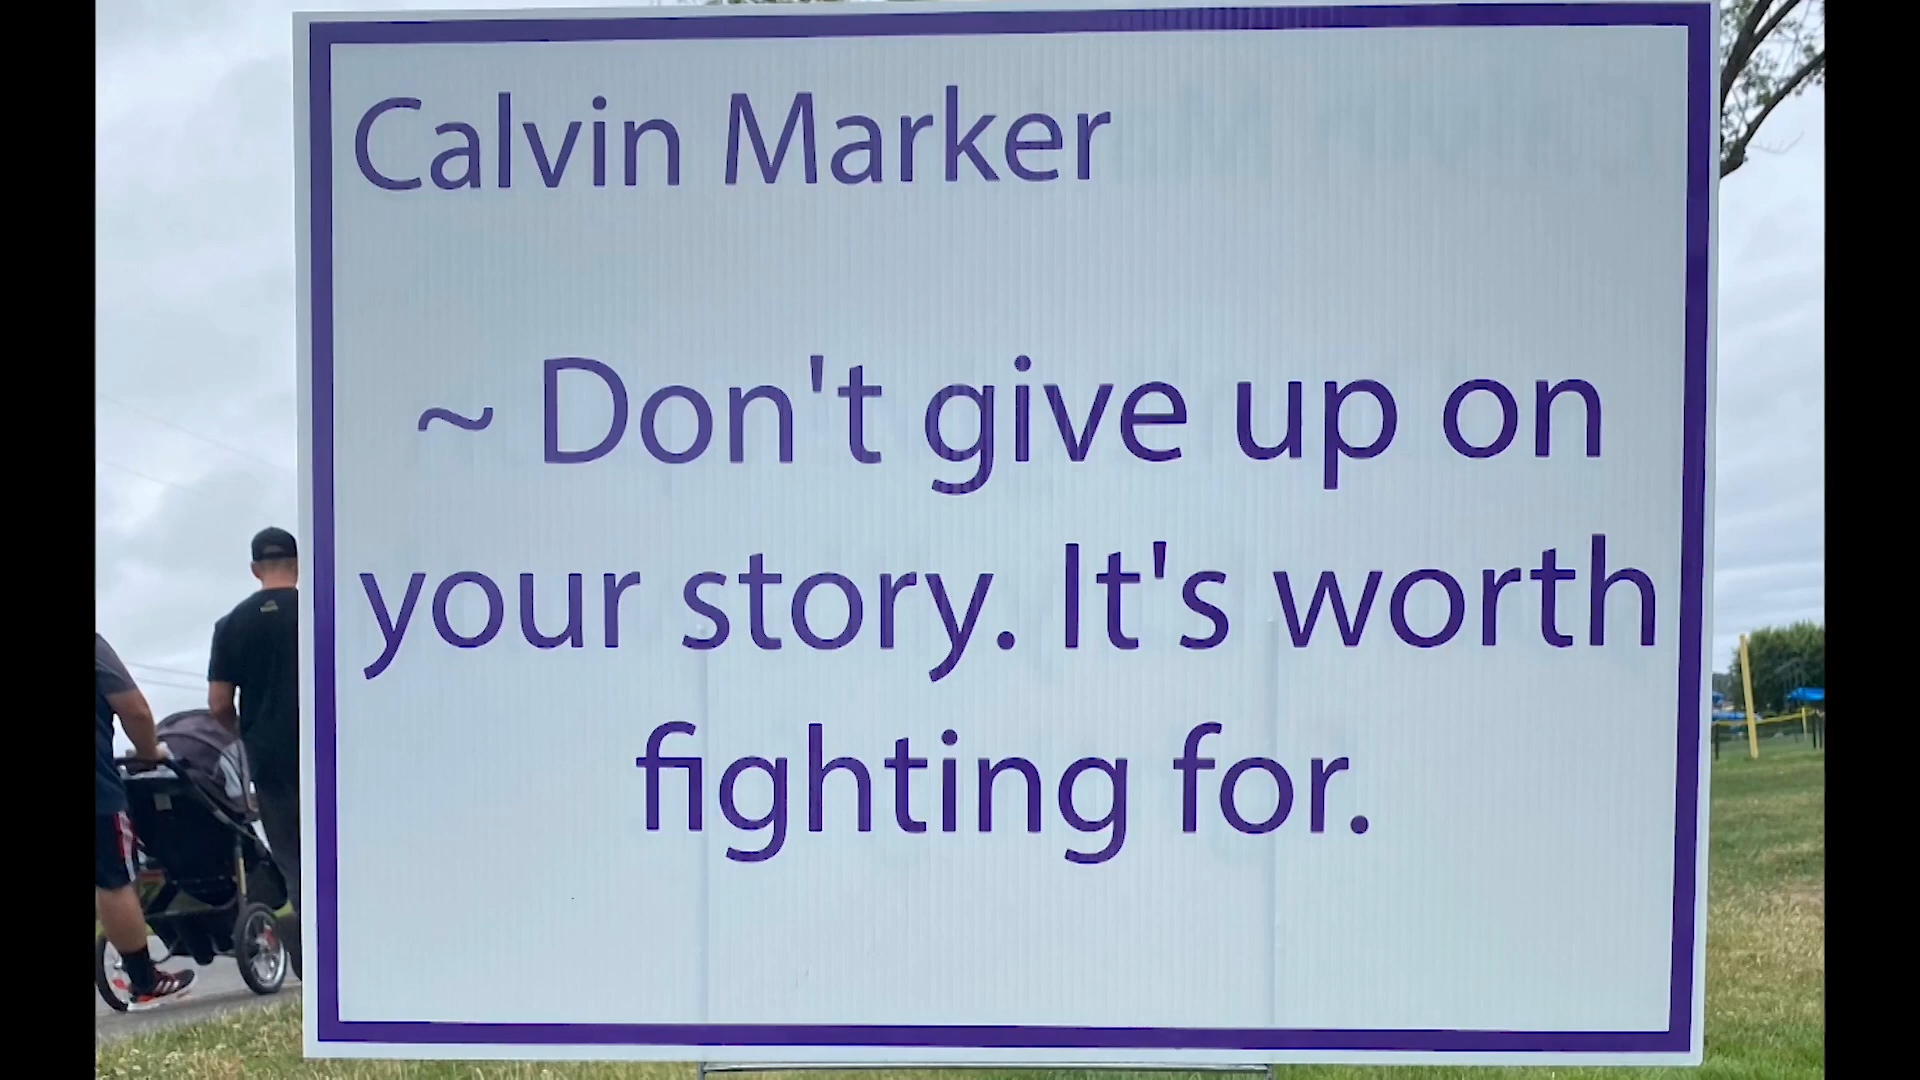 Calvin Marker
~ Don't give up on
your story. It's worth
fighting for.